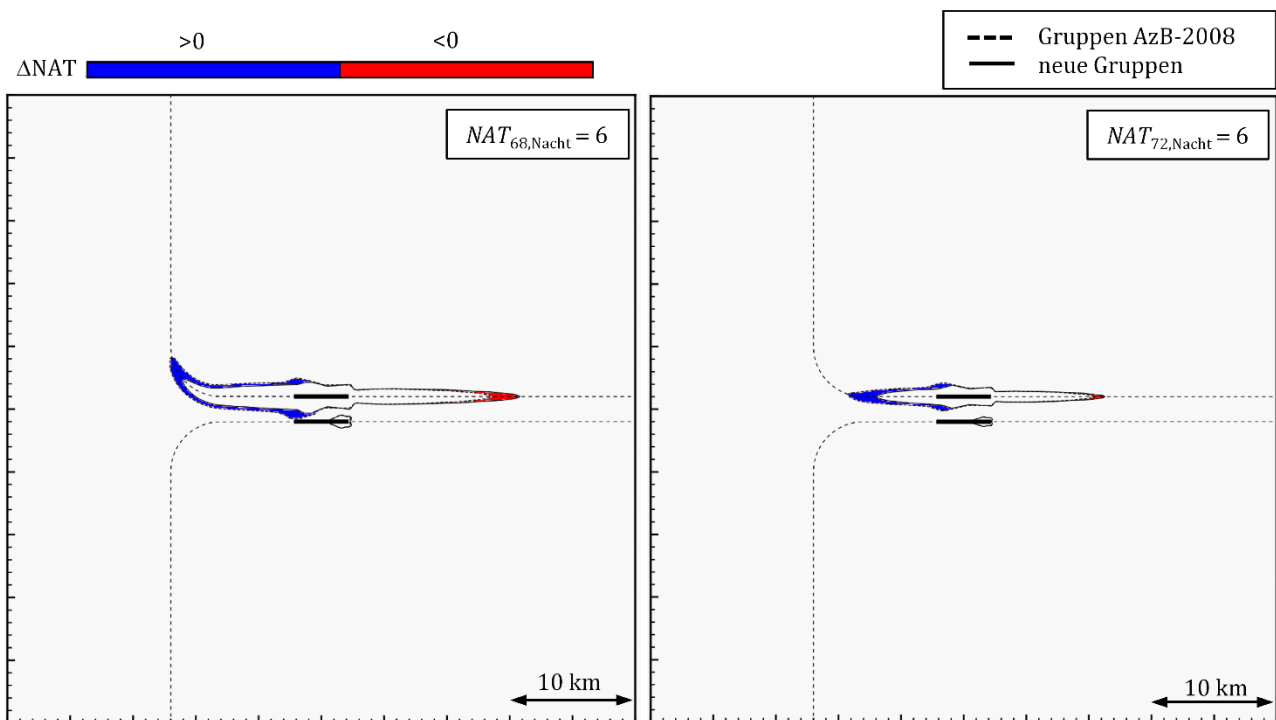 >0 <0
ΔNAT
Gruppen AzB-2008
neue Gruppen
NAT68,Nacht = 6
NAT72,Nacht = 6
10 km
10 km